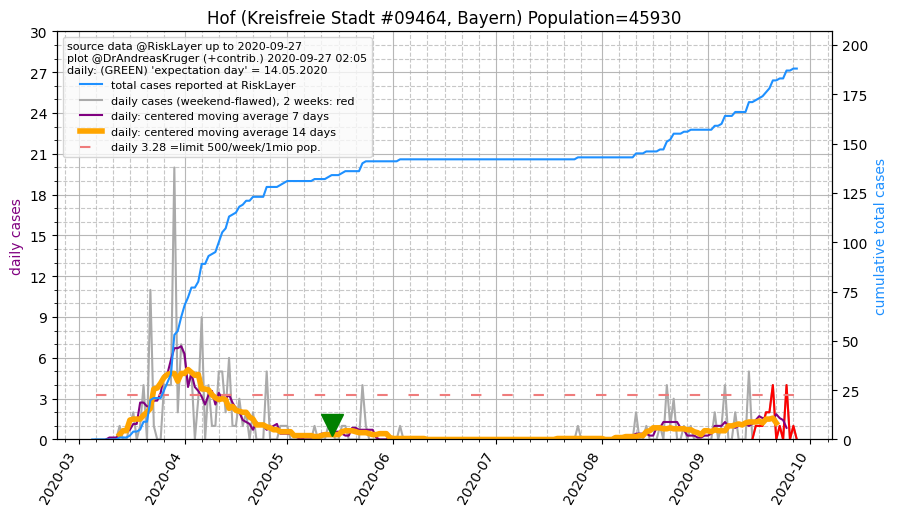 Hof (Kreisfreie Stadt #09464, Bayern) Population=45930
source data @RiskLayer up to 2020-09-27
plot @DrAndreasKruger (+contrib.) 2020-09-27 02:05
daily: (GREEN) 'expectation day' = 14.05.2020
total cases reported at RiskLayer
daily cases (weekend-flawed), 2 weeks: red
daily: centered moving average 7 days
daily: centered moving average 14 days
daily 3.28 =limit 500/week/1mio pop.
daily cases
30
27
24
21
18
15
12
9
6
3
0
200
175
150
125
100
75
50
25
0
cumulative total cases
2020-03
2020-04
2020-05
2020-06
2020-07
2020-08
2020-09
2020-10